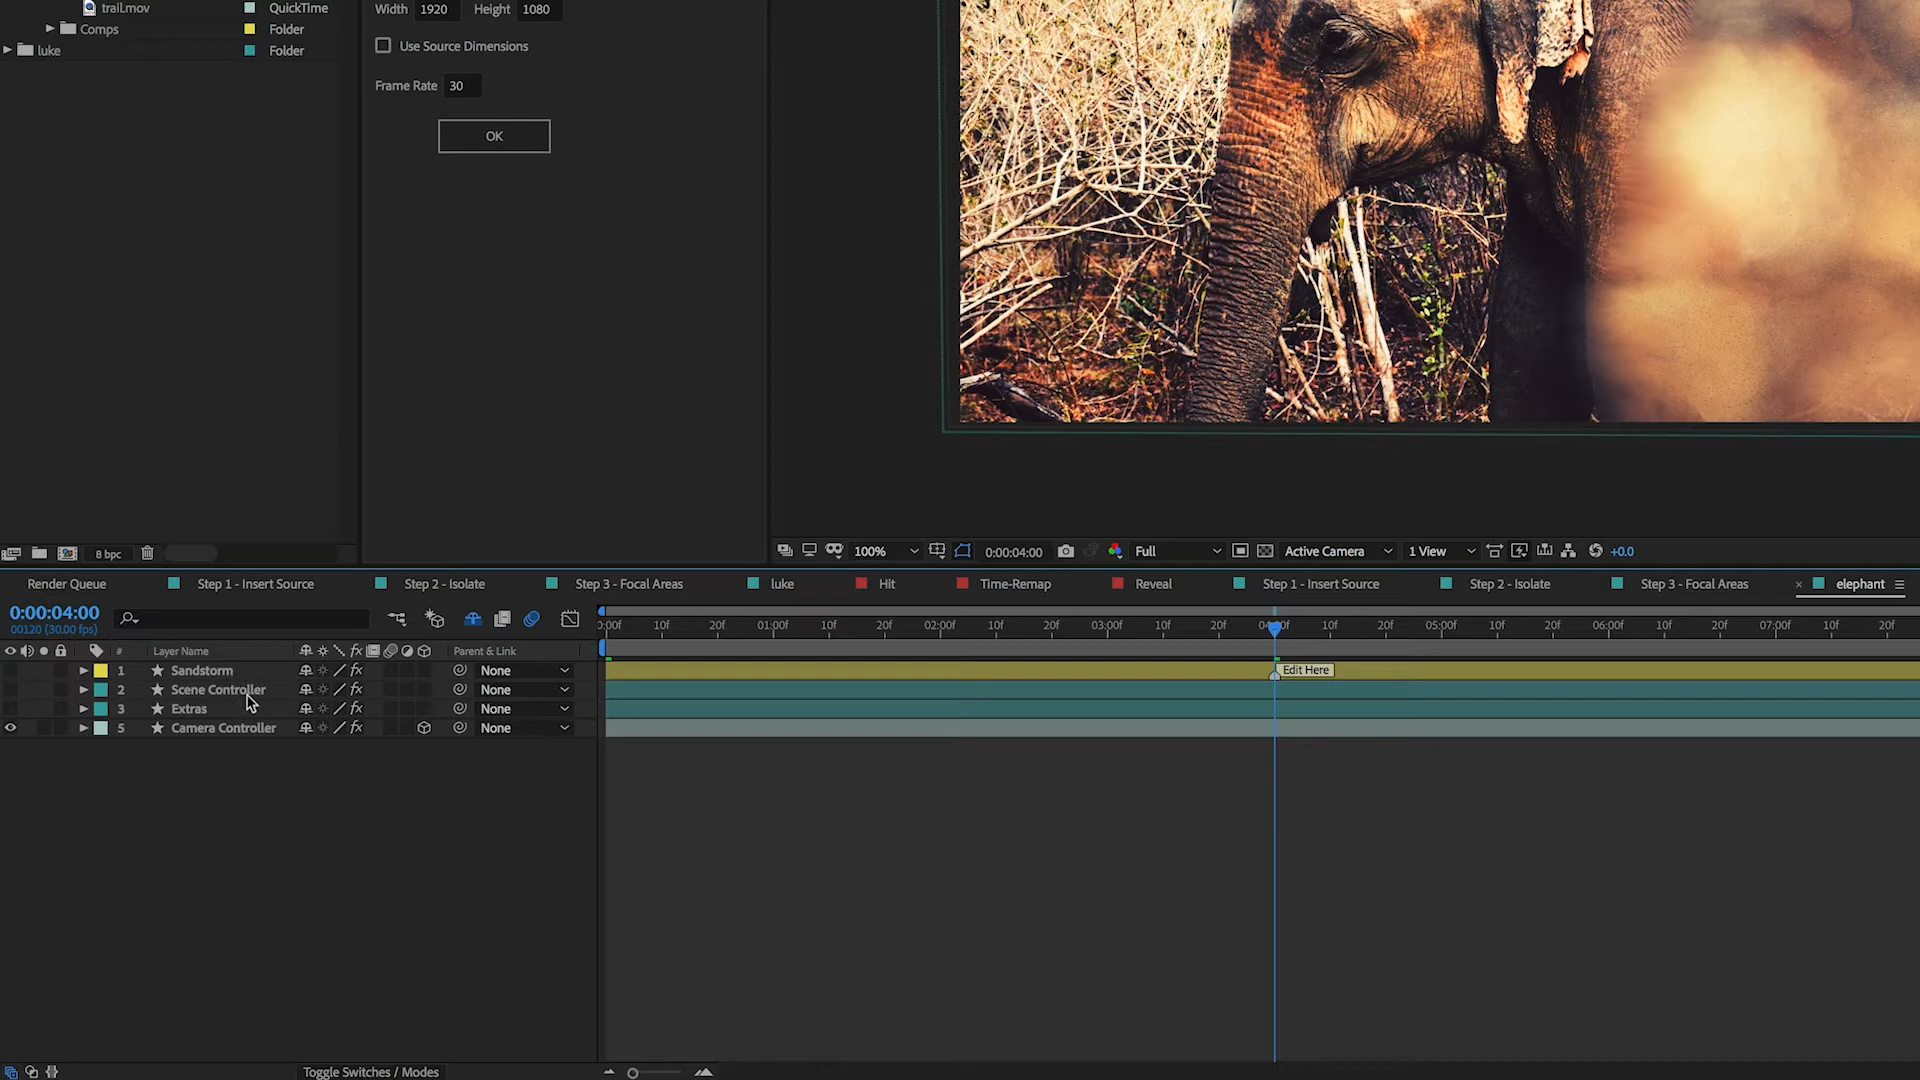 trail.mov QuickTime
Comps Folder
luke Folder
Width 1920 Height 1080
Use Source Dimensions
Frame Rate 30
OK
8 bpc
100% 0:00:04:00 Full Active Camera 1 View +0.0
Render Queue Step 1 - Insert Source Step 2 - Isolate Step 3 - Focal Areas luke Hit Time-Remap Reveal Step 1 - Insert Source Step 2 - Isolate Step 3 - Focal Areas × elephant
0:00:04:00
00120 (30.00 fps)
0:00f 10f 20f 01:00f 10f 20f 02:00f 10f 20f 03:00f 10f 20f 10f 20f 05:00f 10f 20f 06:00f 10f 20f 07:00f 10f 20f
# Layer Name fx Parent & Link
1 Sandstorm fx None Edit Here
2 Scene Controller fx None
3 Extras fx None
5 Camera Controller fx None
Toggle Switches / Modes